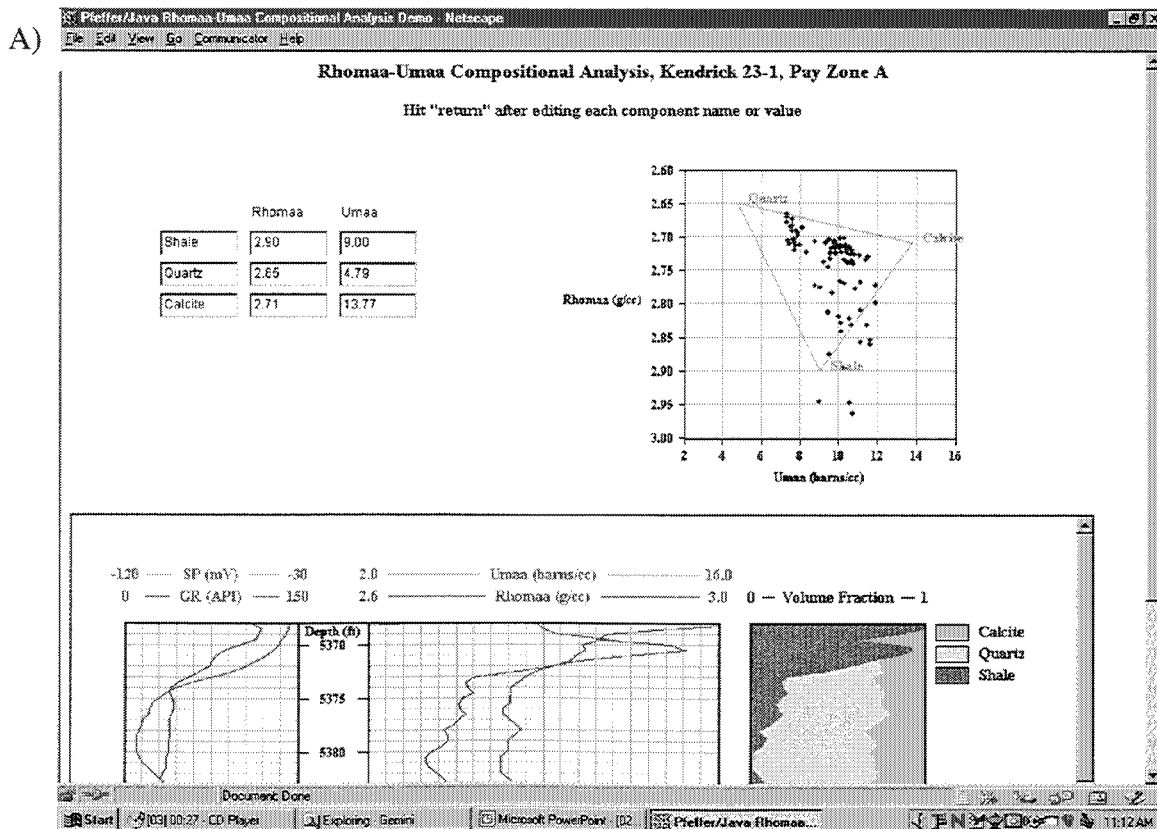 A)
Pfeffer/Java Rhomaa-Umaa Compositional Analysis Demo - Netscape
File Edit View Go Communicator Help
Rhomaa-Umaa Compositional Analysis, Kendrick 23-1, Pay Zone A
Hit "return" after editing each component name or value
Rhomaa Umaa
Shale 2.90 9.00
Quartz 2.65 4.79
Calcite 2.71 13.77
2.60
2.65
2.70
2.75
2.80
2.85
2.90
2.95
3.00
Rhomaa (g/cc)
Quartz
Calcite
Shale
2 4 6 8 10 12 14 16
Umaa (barns/cc)
-120 SP (mV) -30 2.0 Umaa (barns/cc) 16.0
0 GR (API) 150 2.6 Rhomaa (g/cc) 3.0 0 — Volume Fraction — 1
Depth (ft)
5370
5375
5380
Calcite
Quartz
Shale
Document: Done
Start [03] 00:27 - CD Player Exploring - Gemini Microsoft PowerPoint - [02... Pfeffer/Java Rhomaa... 11:12 AM